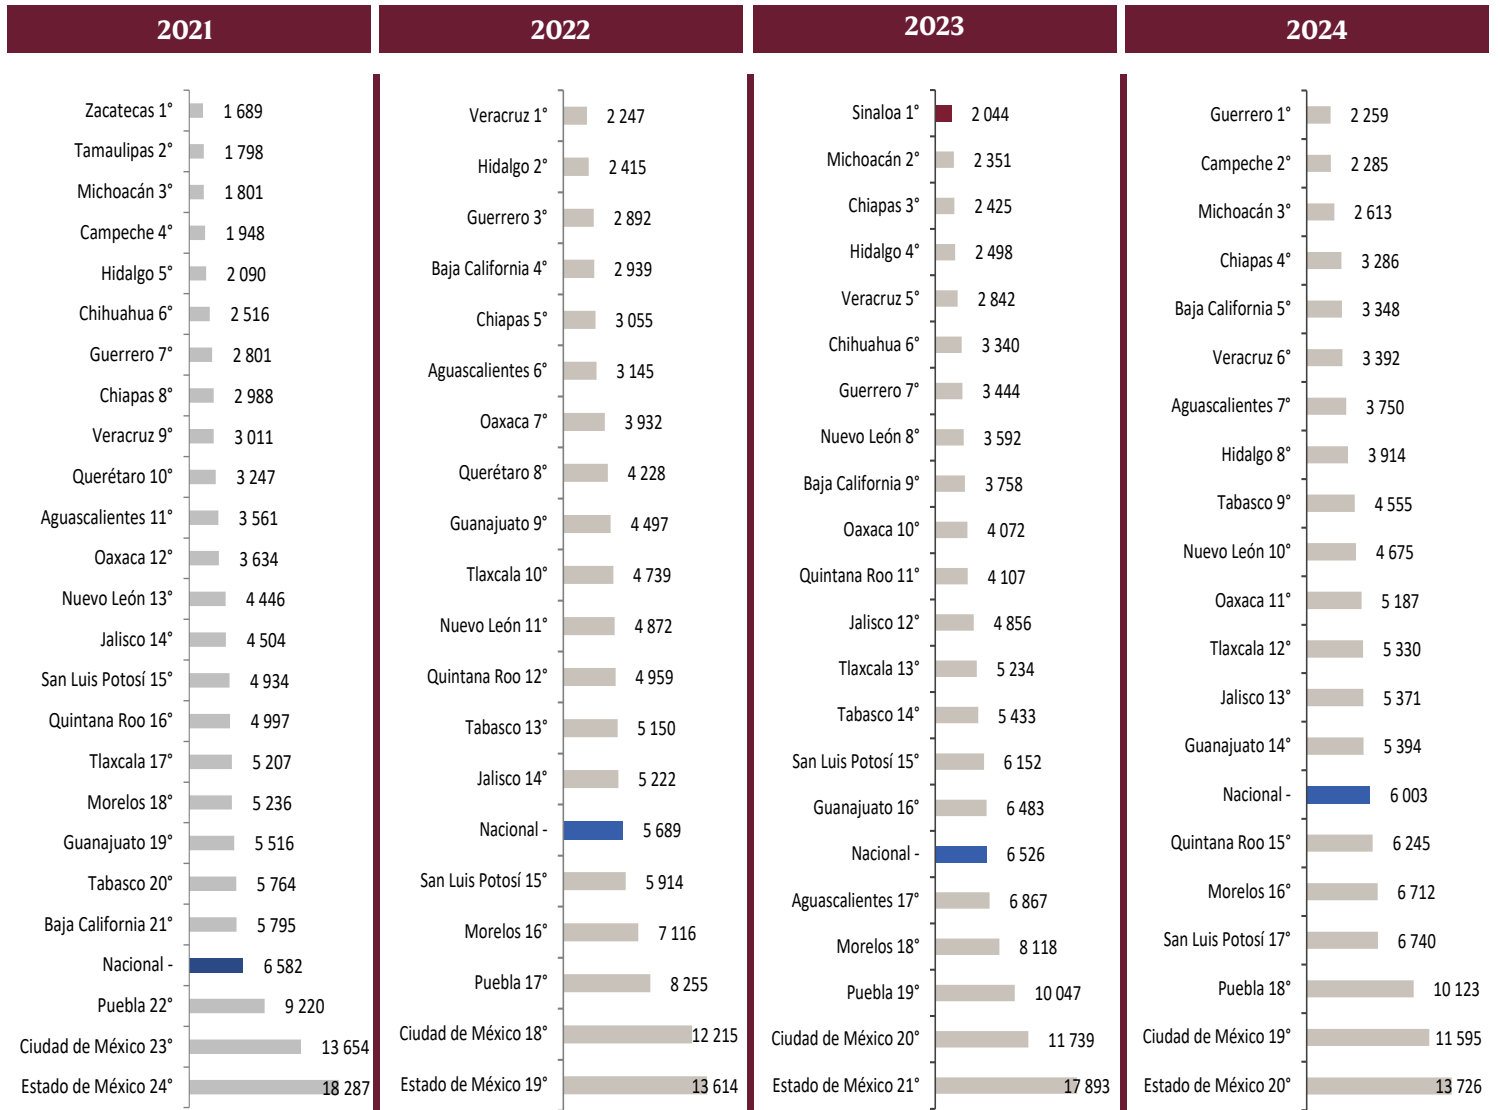 2021
Zacatecas 1° 1 689
Tamaulipas 2° 1 798
Michoacán 3° 1 801
Campeche 4° 1 948
Hidalgo 5° 2 090
Chihuahua 6° 2 516
Guerrero 7° 2 801
Chiapas 8° 2 988
Veracruz 9° 3 011
Querétaro 10° 3 247
Aguascalientes 11° 3 561
Oaxaca 12° 3 634
Nuevo León 13° 4 446
Jalisco 14° 4 504
San Luis Potosí 15° 4 934
Quintana Roo 16° 4 997
Tlaxcala 17° 5 207
Morelos 18° 5 236
Guanajuato 19° 5 516
Tabasco 20° 5 764
Baja California 21° 5 795
Nacional - 6 582
Puebla 22° 9 220
Ciudad de México 23° 13 654
Estado de México 24° 18 287
2022
Veracruz 1° 2 247
Hidalgo 2° 2 415
Guerrero 3° 2 892
Baja California 4° 2 939
Chiapas 5° 3 055
Aguascalientes 6° 3 145
Oaxaca 7° 3 932
Querétaro 8° 4 228
Guanajuato 9° 4 497
Tlaxcala 10° 4 739
Nuevo León 11° 4 872
Quintana Roo 12° 4 959
Tabasco 13° 5 150
Jalisco 14° 5 222
Nacional - 5 689
San Luis Potosí 15° 5 914
Morelos 16° 7 116
Puebla 17° 8 255
Ciudad de México 18° 12 215
Estado de México 19° 13 614
2023
Sinaloa 1° 2 044
Michoacán 2° 2 351
Chiapas 3° 2 425
Hidalgo 4° 2 498
Veracruz 5° 2 842
Chihuahua 6° 3 340
Guerrero 7° 3 444
Nuevo León 8° 3 592
Baja California 9° 3 758
Oaxaca 10° 4 072
Quintana Roo 11° 4 107
Jalisco 12° 4 856
Tlaxcala 13° 5 234
Tabasco 14° 5 433
San Luis Potosí 15° 6 152
Guanajuato 16° 6 483
Nacional - 6 526
Aguascalientes 17° 6 867
Morelos 18° 8 118
Puebla 19° 10 047
Ciudad de México 20° 11 739
Estado de México 21° 17 893
2024
Guerrero 1° 2 259
Campeche 2° 2 285
Michoacán 3° 2 613
Chiapas 4° 3 286
Baja California 5° 3 348
Veracruz 6° 3 392
Aguascalientes 7° 3 750
Hidalgo 8° 3 914
Tabasco 9° 4 555
Nuevo León 10° 4 675
Oaxaca 11° 5 187
Tlaxcala 12° 5 330
Jalisco 13° 5 371
Guanajuato 14° 5 394
Nacional - 6 003
Quintana Roo 15° 6 245
Morelos 16° 6 712
San Luis Potosí 17° 6 740
Puebla 18° 10 123
Ciudad de México 19° 11 595
Estado de México 20° 13 726